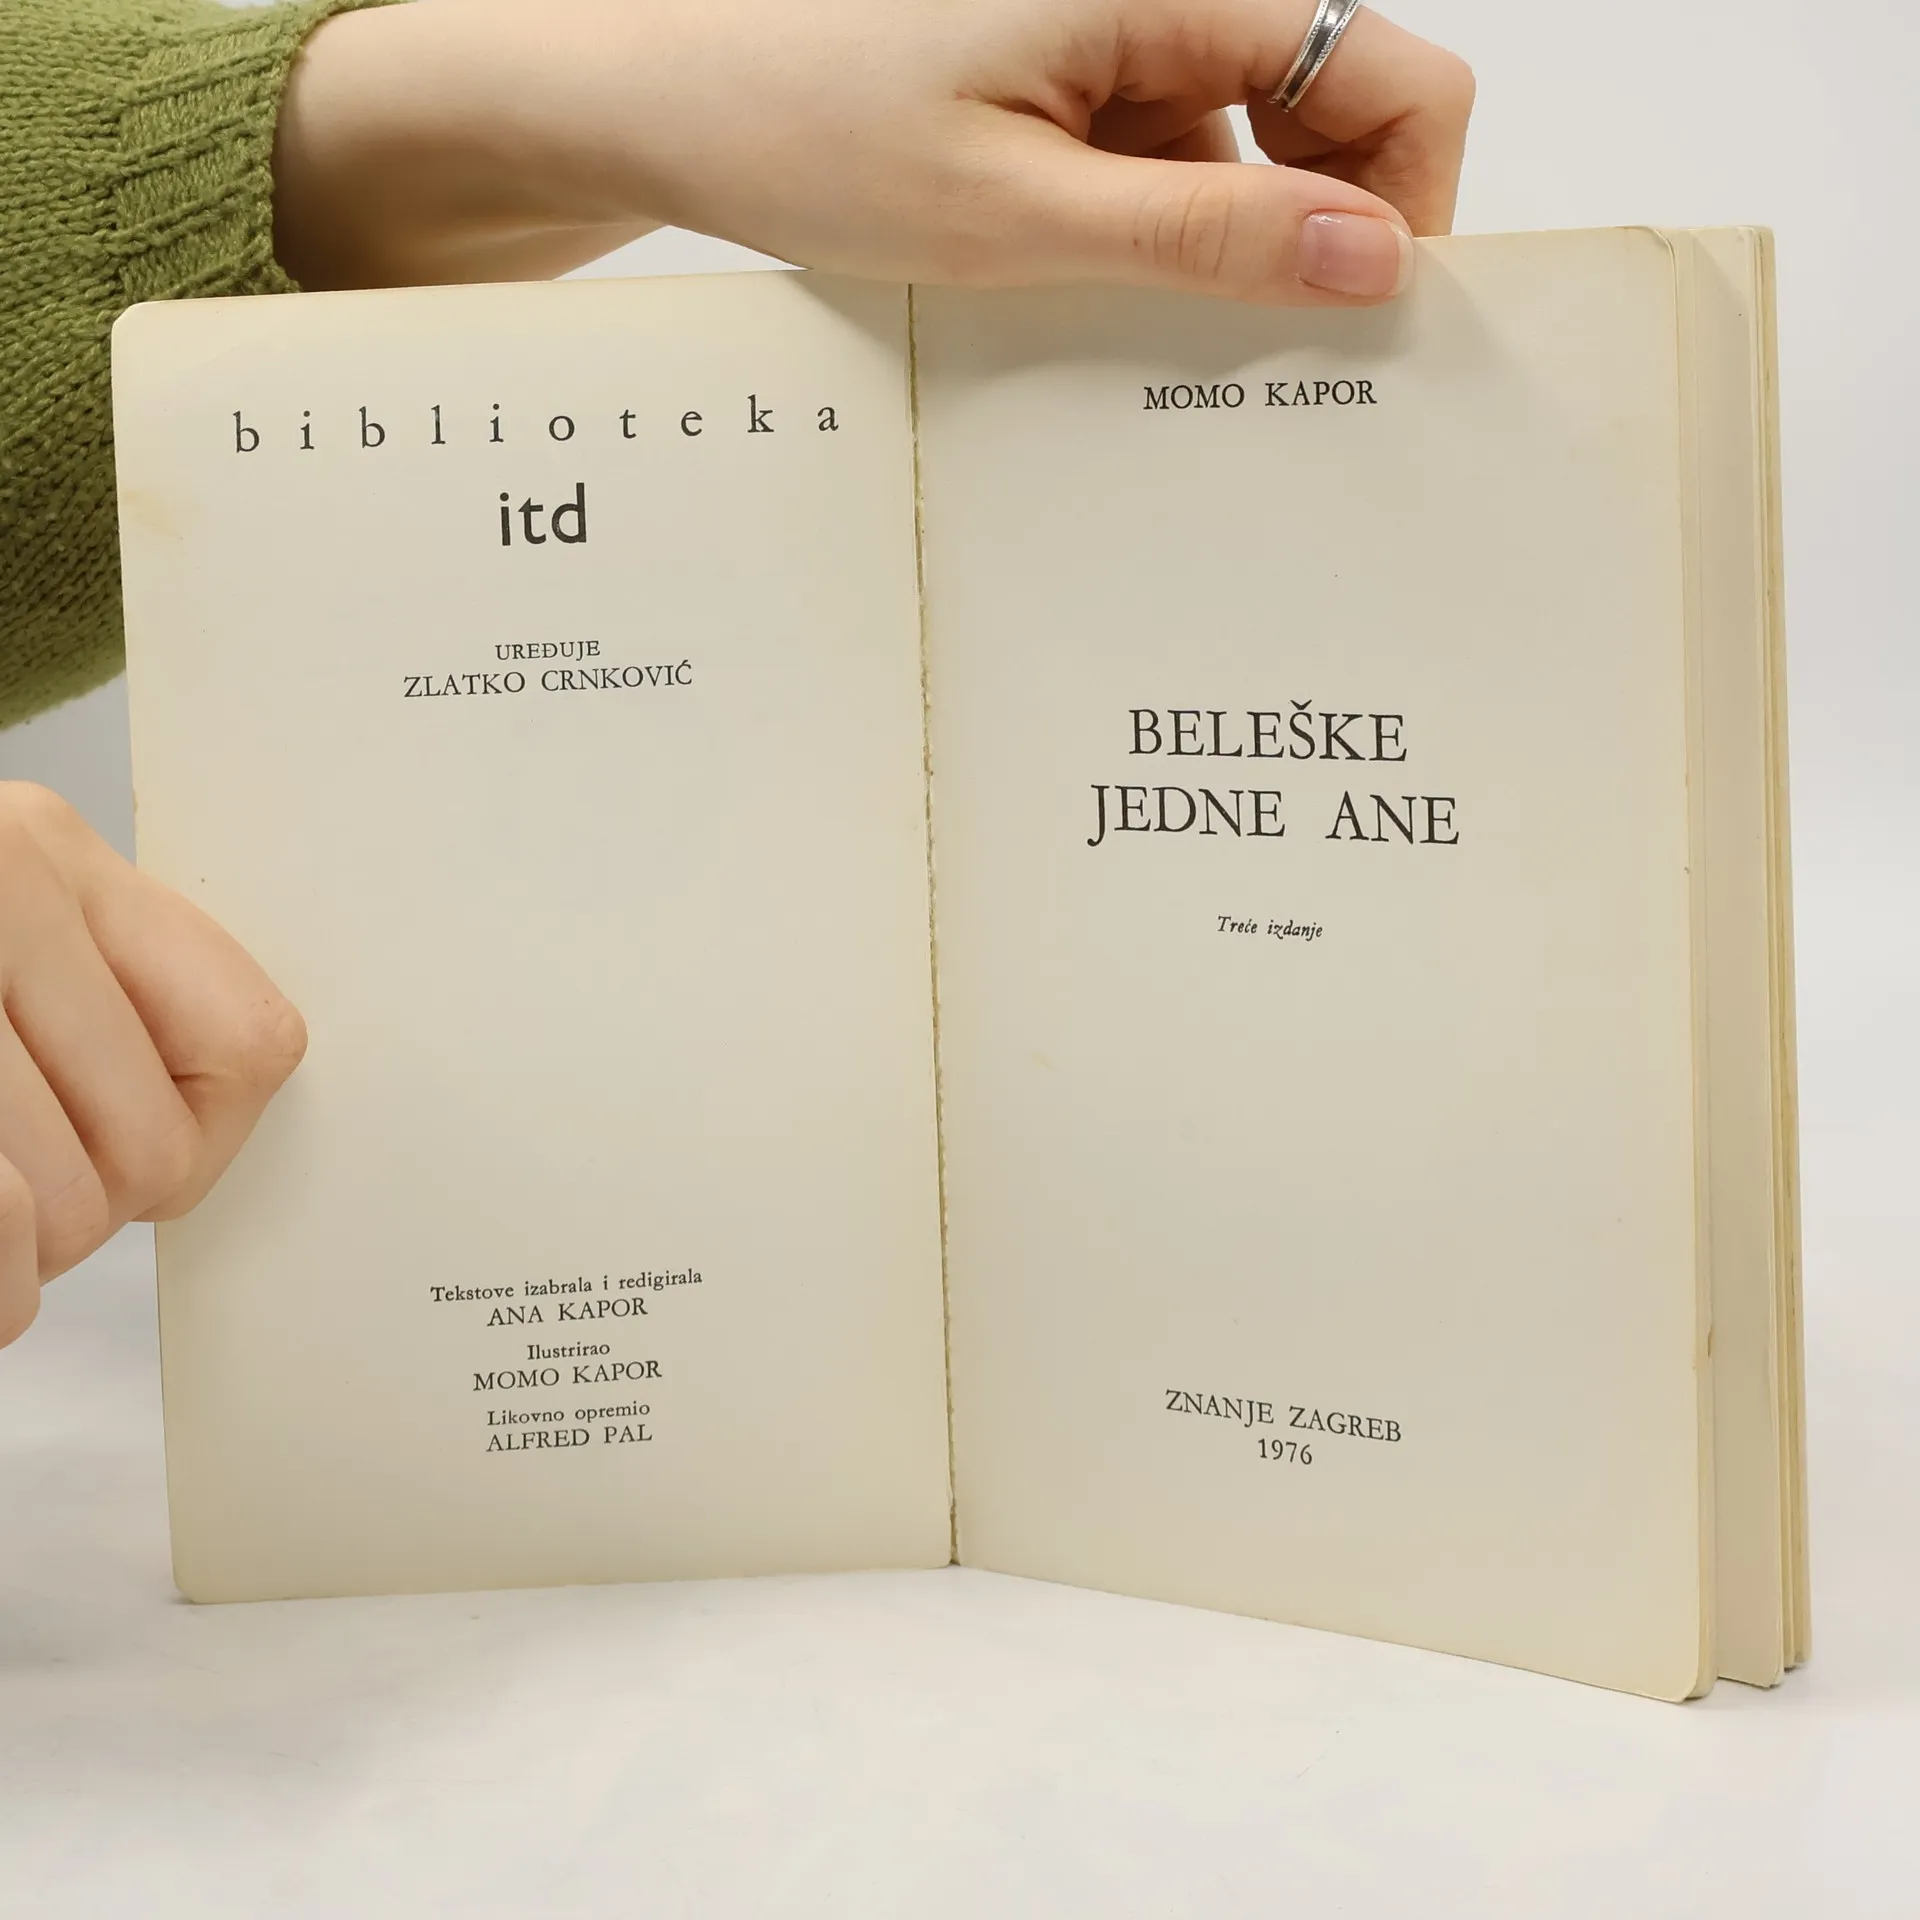 biblioteka
itd
UREĐUJE
ZLATKO CRNKOVIĆ
Tekstove izabrala i redigirala
ANA KAPOR
Ilustrirao
MOMO KAPOR
Likovno opremio
ALFRED PAL
MOMO KAPOR
BELEŠKE
JEDNE ANE
Treće izdanje
ZNANJE ZAGREB
1976